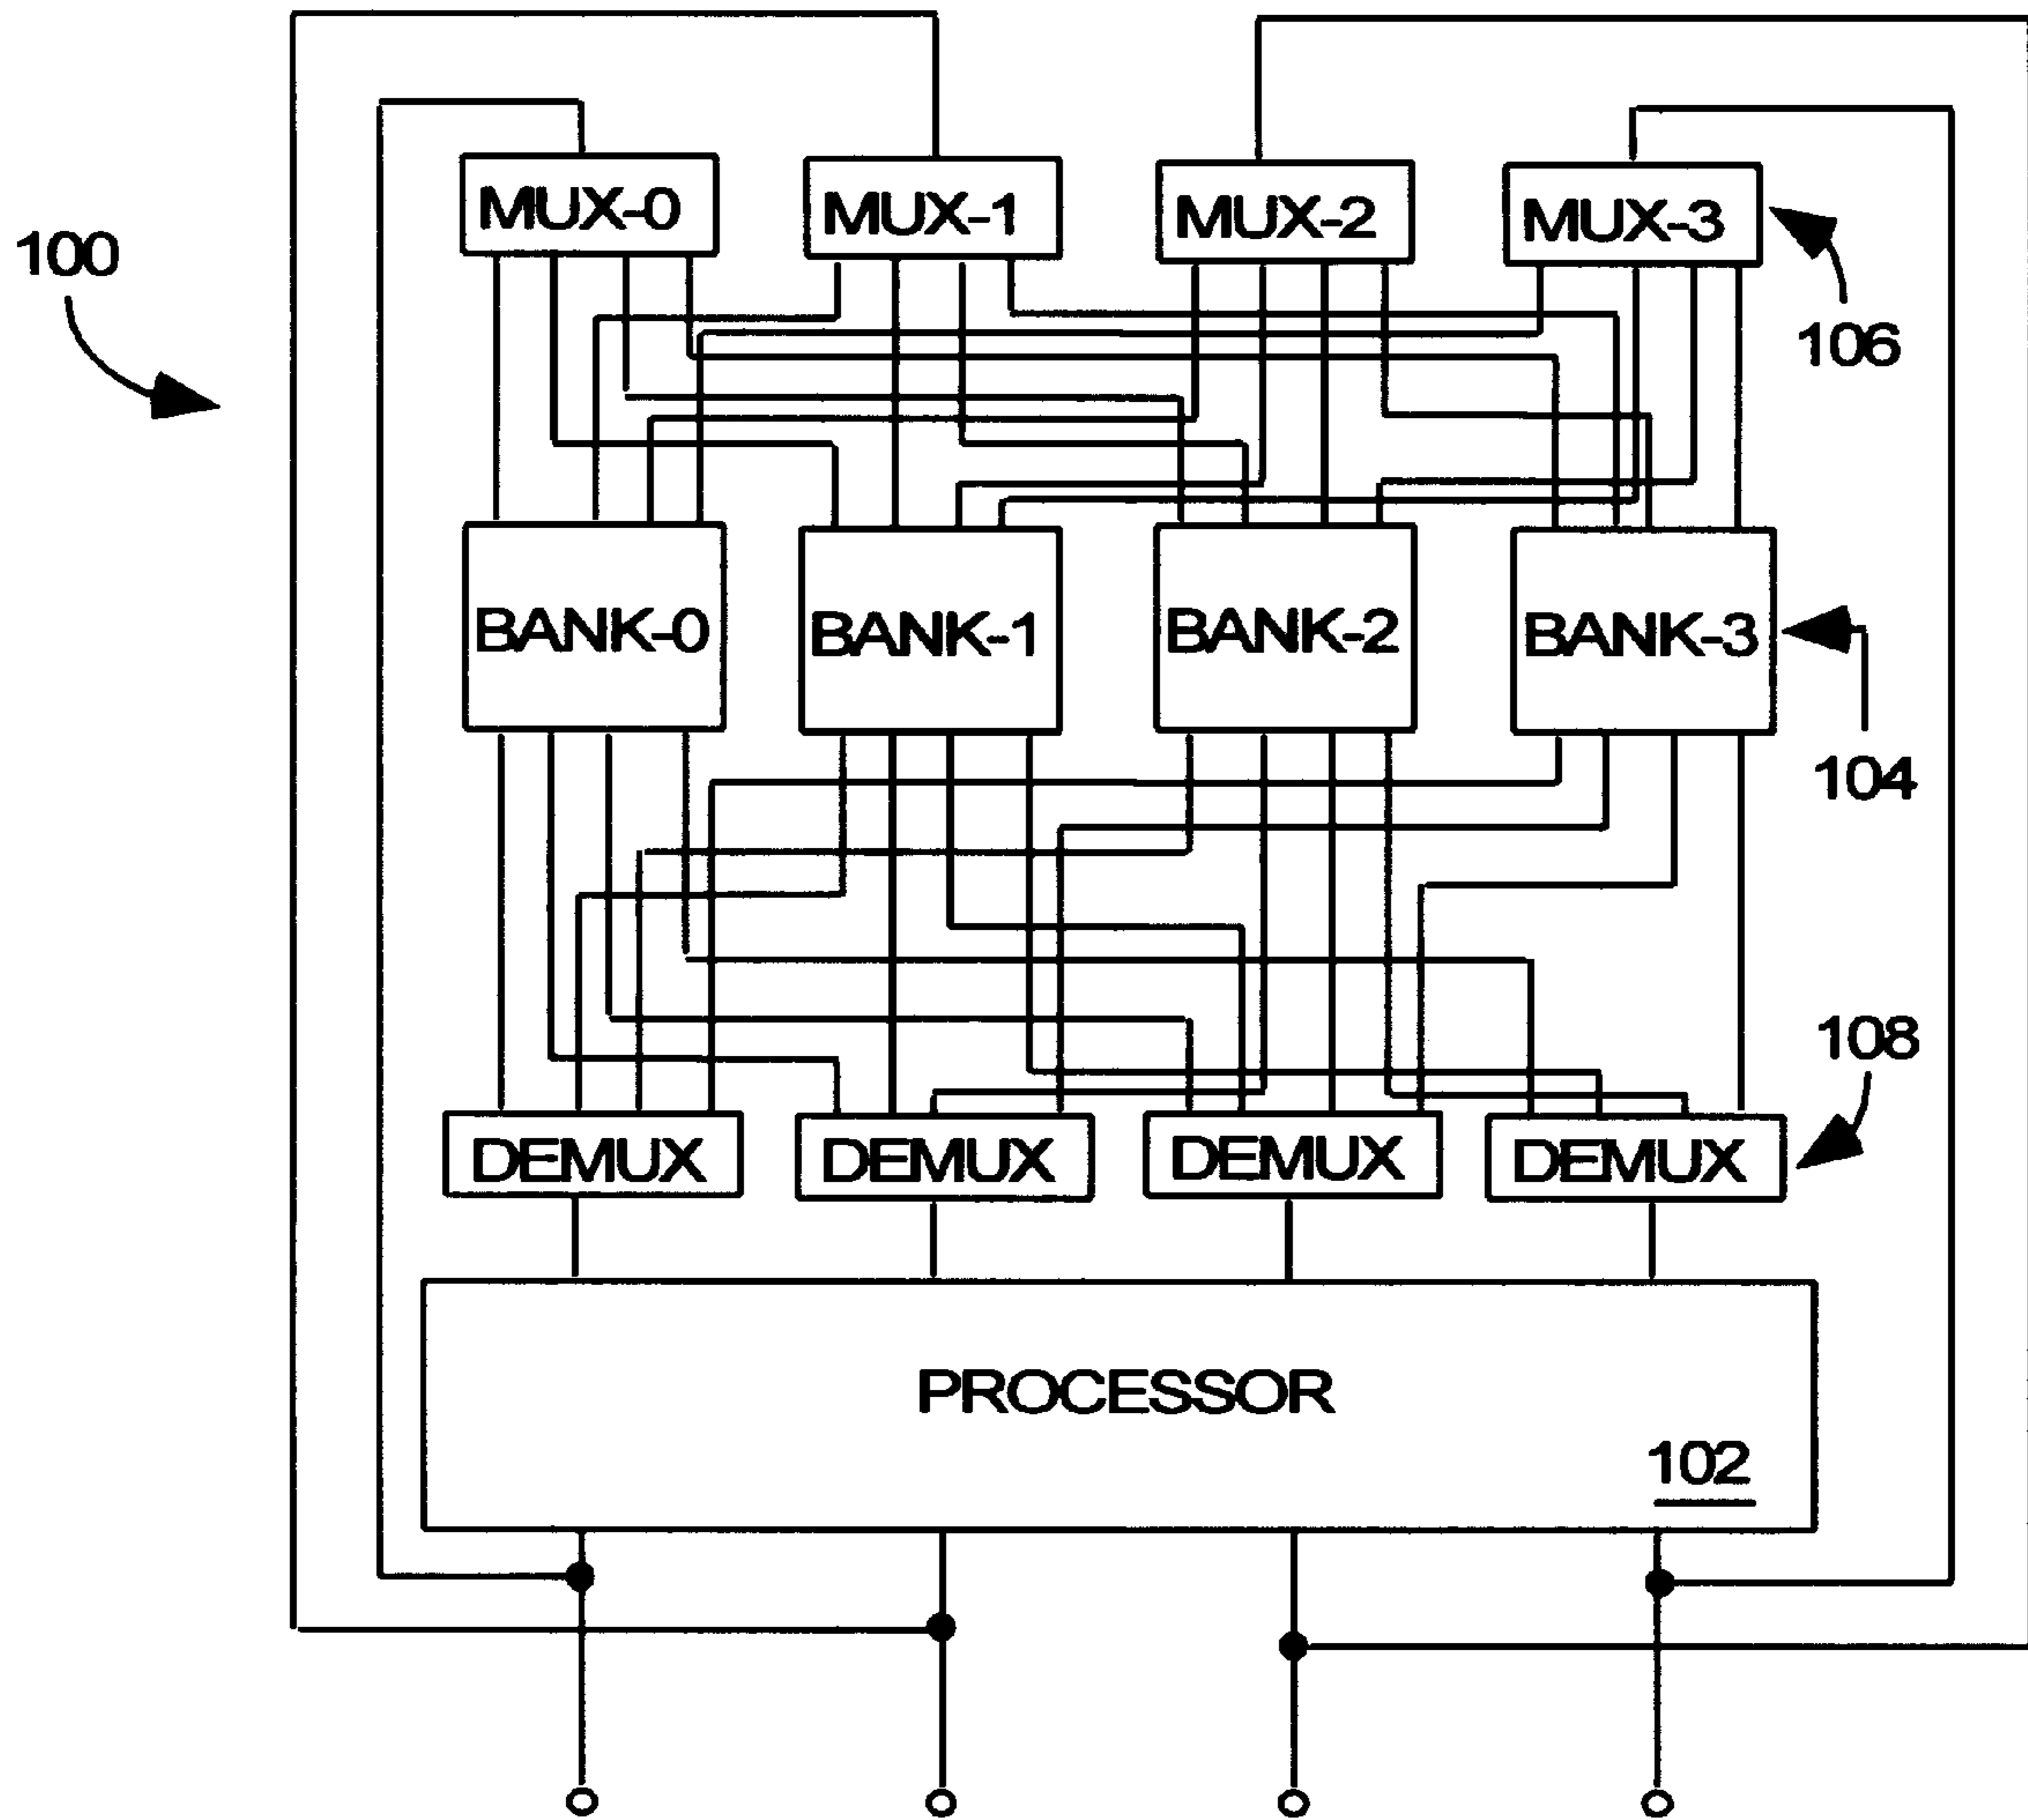 MUX-0 MUX-1 MUX-2 MUX-3
100
106
BANK-0 BANK-1 BANK-2 BANK-3
104
108
DEMUX DEMUX DEMUX DEMUX
PROCESSOR
102